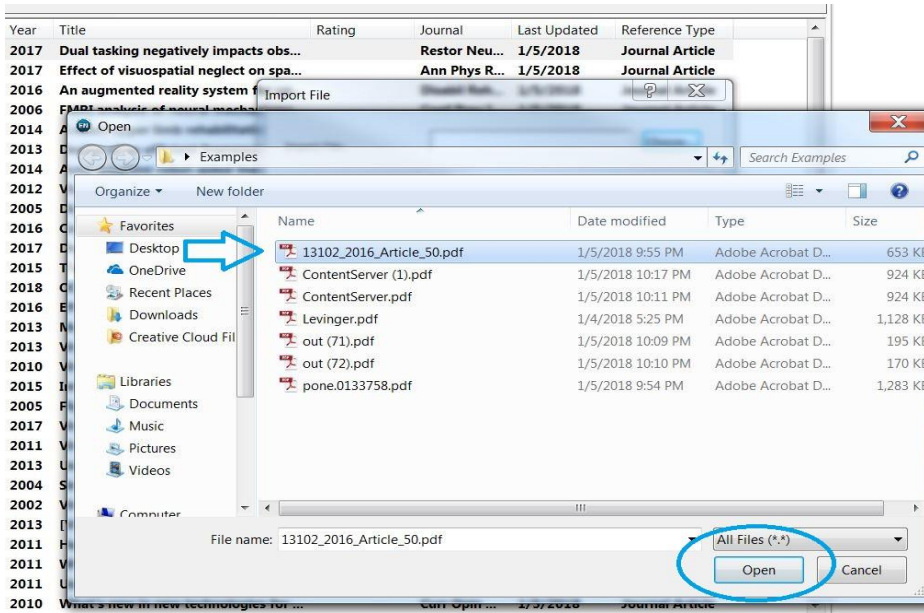 Year Title Rating Journal Last Updated Reference Type
2017 Dual tasking negatively impacts obs... Restor Neu... 1/5/2018 Journal Article
2017 Effect of visuospatial neglect on spa... Ann Phys R... 1/5/2018 Journal Article
2016 An augmented reality system f
Import File
2006
2014
Open
2013
Examples
Search Examples
2014
2012
Organize New folder
2005
Favorites
Name Date modified Type Size
2016
2017 Desktop
13102_2016_Article_50.pdf 1/5/2018 9:55 PM Adobe Acrobat D... 653 KB
2015 OneDrive
ContentServer (1).pdf 1/5/2018 10:17 PM Adobe Acrobat D... 924 KB
2018 Recent Places
ContentServer.pdf 1/5/2018 10:11 PM Adobe Acrobat D... 924 KB
2016 Downloads
Levinger.pdf 1/4/2018 5:25 PM Adobe Acrobat D... 1,128 KB
2013 Creative Cloud Fil
out (71).pdf 1/5/2018 10:09 PM Adobe Acrobat D... 195 KB
2013
out (72).pdf 1/5/2018 10:10 PM Adobe Acrobat D... 170 KB
2010
2015 Libraries
pone.0133758.pdf 1/5/2018 9:54 PM Adobe Acrobat D... 1,283 KB
2005 Documents
2017 Music
2011 Pictures
2013 Videos
2004
2002 Computer
2013
2011 File name: 13102_2016_Article_50.pdf All Files (*.*)
2011 Open Cancel
2011
2010 What's new in new technologies for ... Curr Opin ... 1/5/2018 Journal Article